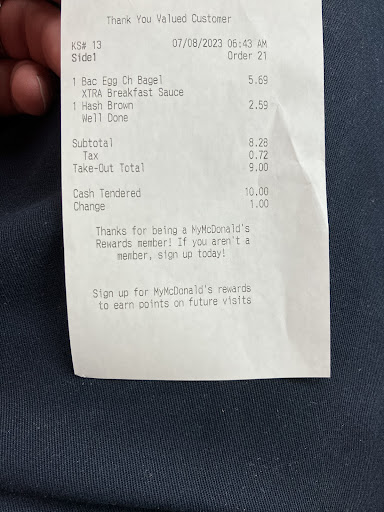 Thank You Valued Customer
KS# 13 07/08/2023 06:43 AM
Side1 Order 21
1 Bac Egg Ch Bagel 5.69
XTRA Breakfast Sauce
1 Hash Brown 2.59
Well Done
Subtotal 8.28
Tax 0.72
Take-Out Total 9.00
Cash Tendered 10.00
Change 1.00
Thanks for being a MyMcDonald's
Rewards member! If you aren't a
member, sign up today!
Sign up for MyMcDonald's rewards
to earn points on future visits